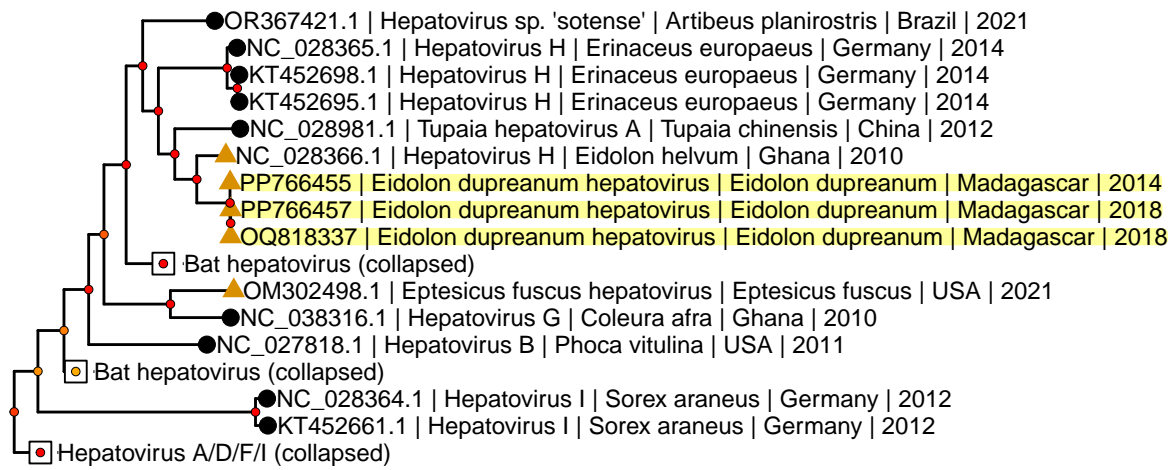 OR367421.1 | Hepatovirus sp. 'sotense' | Artibeus planirostris | Brazil | 2021
NC_028365.1 | Hepatovirus H | Erinaceus europaeus | Germany | 2014
KT452698.1 | Hepatovirus H | Erinaceus europaeus | Germany | 2014
KT452695.1 | Hepatovirus H | Erinaceus europaeus | Germany | 2014
NC_028981.1 | Tupaia hepatovirus A | Tupaia chinensis | China | 2012
NC_028366.1 | Hepatovirus H | Eidolon helvum | Ghana | 2010
PP766455 | Eidolon dupreanum hepatovirus | Eidolon dupreanum | Madagascar | 2014
PP766457 | Eidolon dupreanum hepatovirus | Eidolon dupreanum | Madagascar | 2018
OQ818337 | Eidolon dupreanum hepatovirus | Eidolon dupreanum | Madagascar | 2018
Bat hepatovirus (collapsed)
OM302498.1 | Eptesicus fuscus hepatovirus | Eptesicus fuscus | USA | 2021
NC_038316.1 | Hepatovirus G | Coleura afra | Ghana | 2010
NC_027818.1 | Hepatovirus B | Phoca vitulina | USA | 2011
Bat hepatovirus (collapsed)
NC_028364.1 | Hepatovirus I | Sorex araneus | Germany | 2012
KT452661.1 | Hepatovirus I | Sorex araneus | Germany | 2012
Hepatovirus A/D/F/I (collapsed)